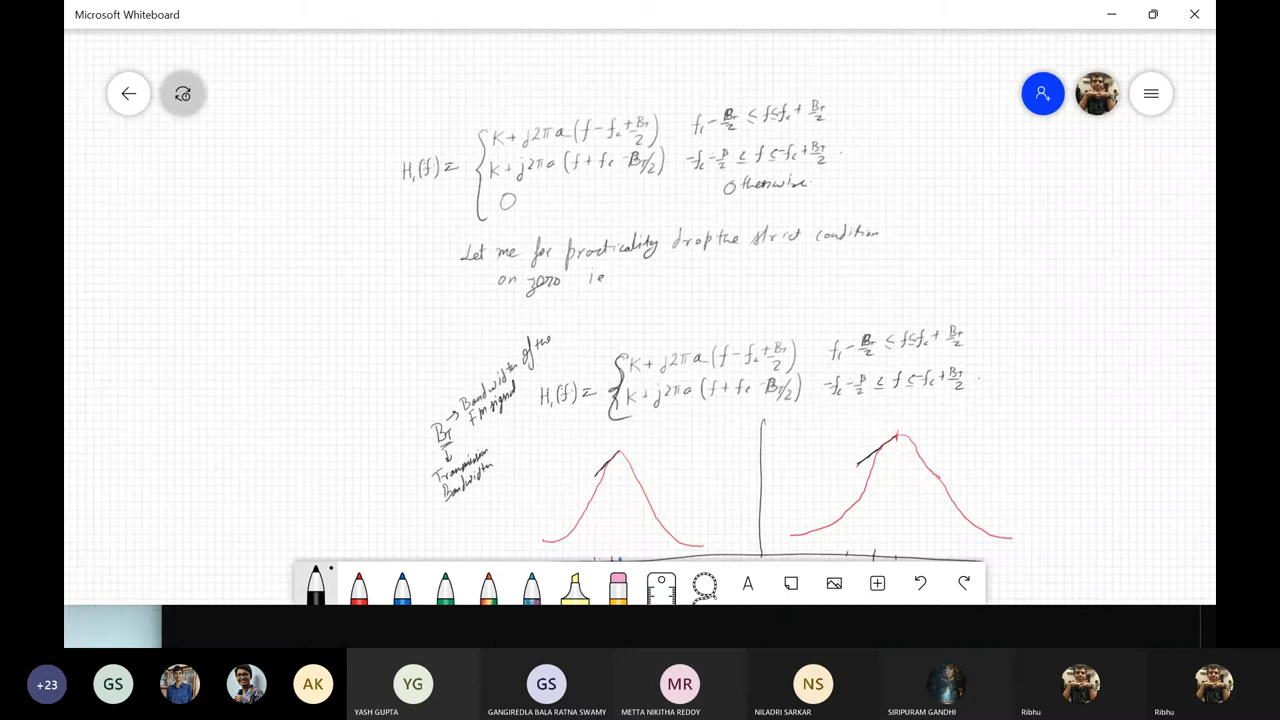 Microsoft Whiteboard
K + j2πa (f - fc + BT/2)   fc - BT/2 ≤ f ≤ fc + BT/2
H1(f) = { K + j2πa (f + fc - BT/2)   -fc - B/2 ≤ f ≤ -fc + BT/2
0   Otherwise.
Let me for practicality drop the strict condition
on zero ie
K + j2πa (f - fc + BT/2)   fc - BT/2 ≤ f ≤ fc + BT/2
H1(f) = { K + j2πa (f + fc - BT/2)   -fc - B/2 ≤ f ≤ -fc + BT/2
BT → Bandwidth of the
FM signal
↓
Transmission
Bandwidth
A
+23
GS
AK
YG
YASH GUPTA
GS
GANGIREDLA BALA RATNA SWAMY
MR
METTA NIKITHA REDDY
NS
NILADRI SARKAR
SIRIPURAM GANDHI
Ribhu
Ribhu